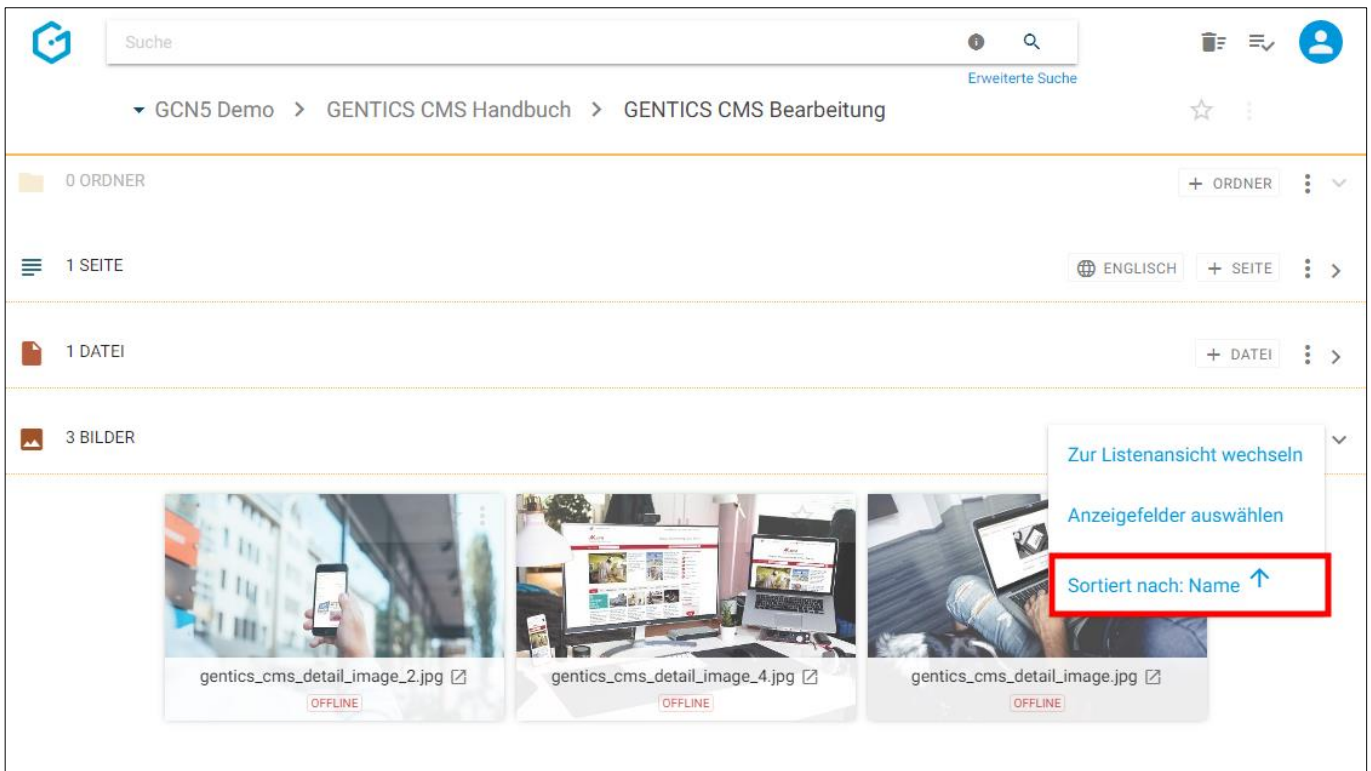 Suche
Erweiterte Suche
GCN5 Demo > GENTICS CMS Handbuch > GENTICS CMS Bearbeitung
0 ORDNER
+ ORDNER
1 SEITE
ENGLISCH
+ SEITE
1 DATEI
+ DATEI
3 BILDER
Zur Listenansicht wechseln
Anzeigefelder auswählen
Sortiert nach: Name
gentics_cms_detail_image_2.jpg
OFFLINE
gentics_cms_detail_image_4.jpg
OFFLINE
gentics_cms_detail_image.jpg
OFFLINE